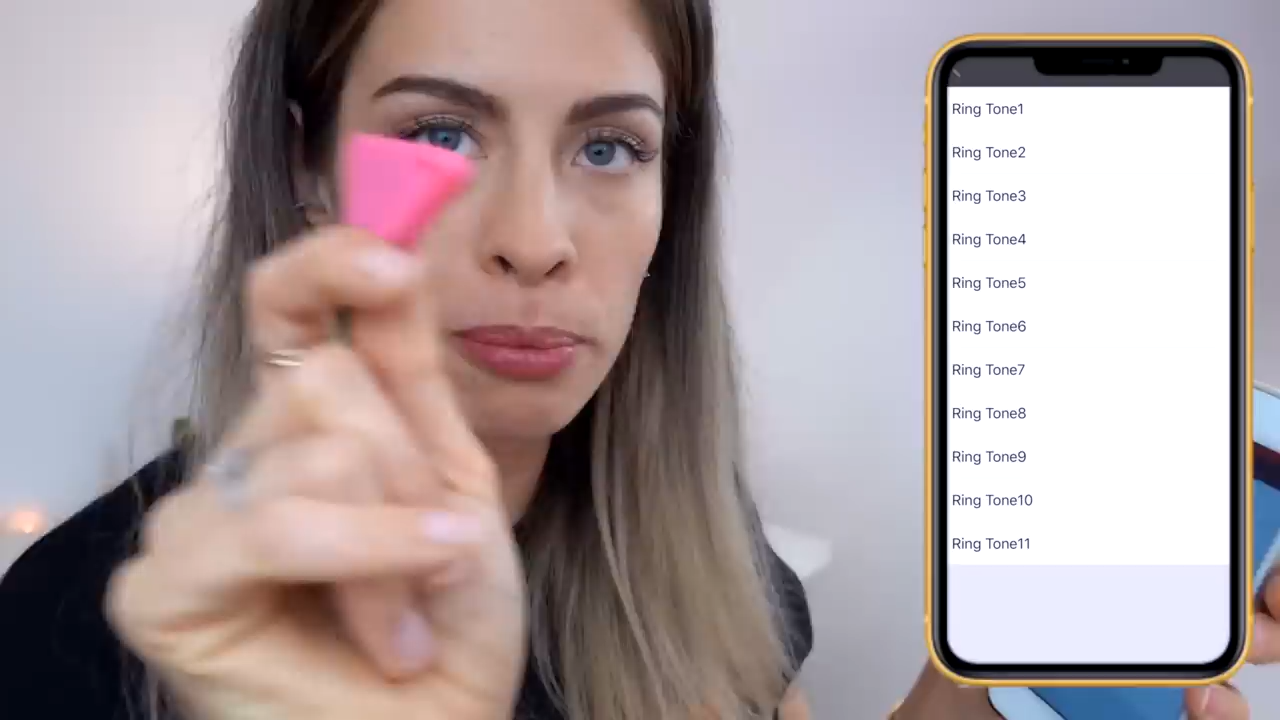 Ring Tone1
Ring Tone2
Ring Tone3
Ring Tone4
Ring Tone5
Ring Tone6
Ring Tone7
Ring Tone8
Ring Tone9
Ring Tone10
Ring Tone11